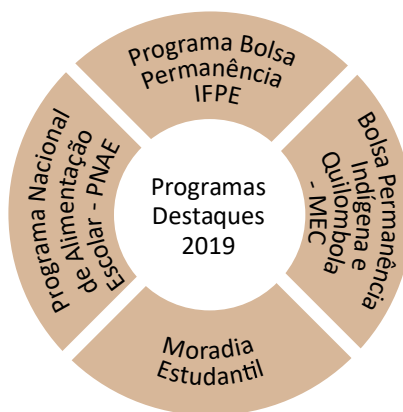 Programa Bolsa
Permanência
IFPE
Bolsa Permanência
Indígena e
Quilombola
- MEC
Moradia
Estudantil
Programa Nacional
de Alimentação
Escolar - PNAE
Programas
Destaques
2019